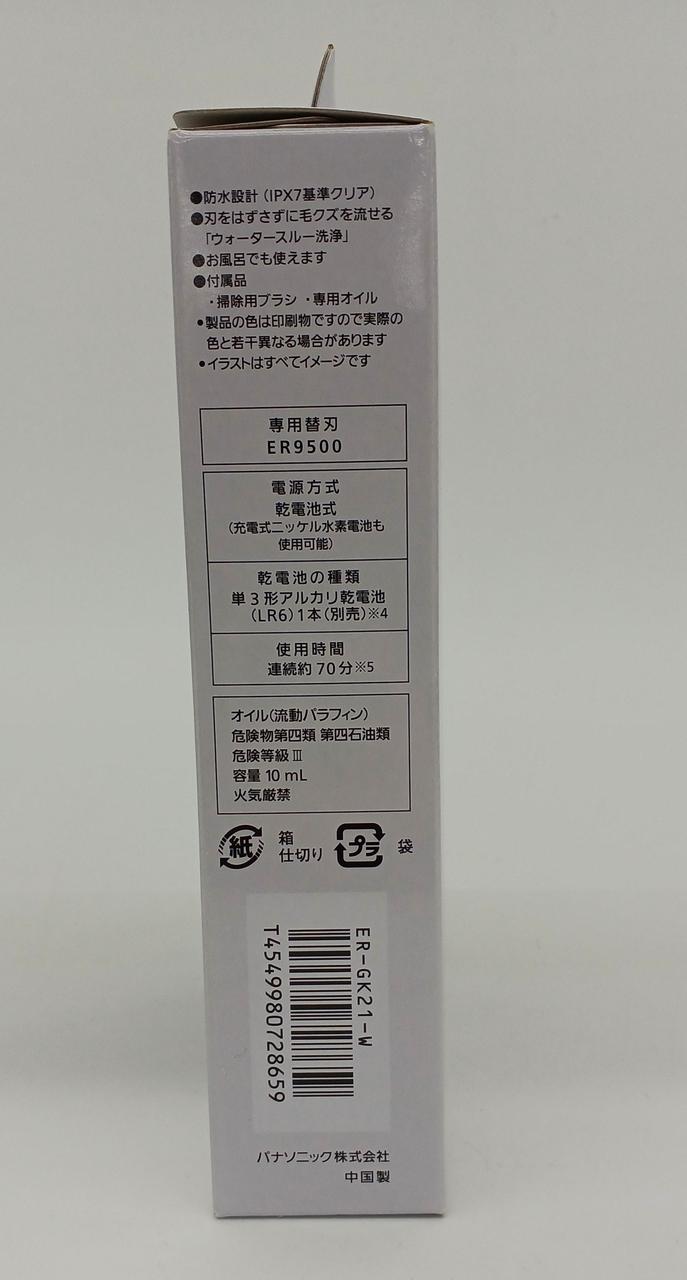 ●防水設計（IPX7基準クリア）
●刃をはずさずに毛クズを流せる
「ウォータースルー洗浄」
●お風呂でも使えます
●付属品
・掃除用ブラシ ・専用オイル
•製品の色は印刷物ですので実際の
色と若干異なる場合があります
•イラストはすべてイメージです
専用替刃
ER9500
電源方式
乾電池式
（充電式ニッケル水素電池も
使用可能）
乾電池の種類
単3形アルカリ乾電池
（LR6）1本（別売）※4
使用時間
連続約70分※5
オイル（流動パラフィン）
危険物第四類 第四石油類
危険等級Ⅲ
容量 10 mL
火気厳禁
紙
箱
仕切り
プラ
袋
ER-GK21-W
T4549980728659
パナソニック株式会社
中国製